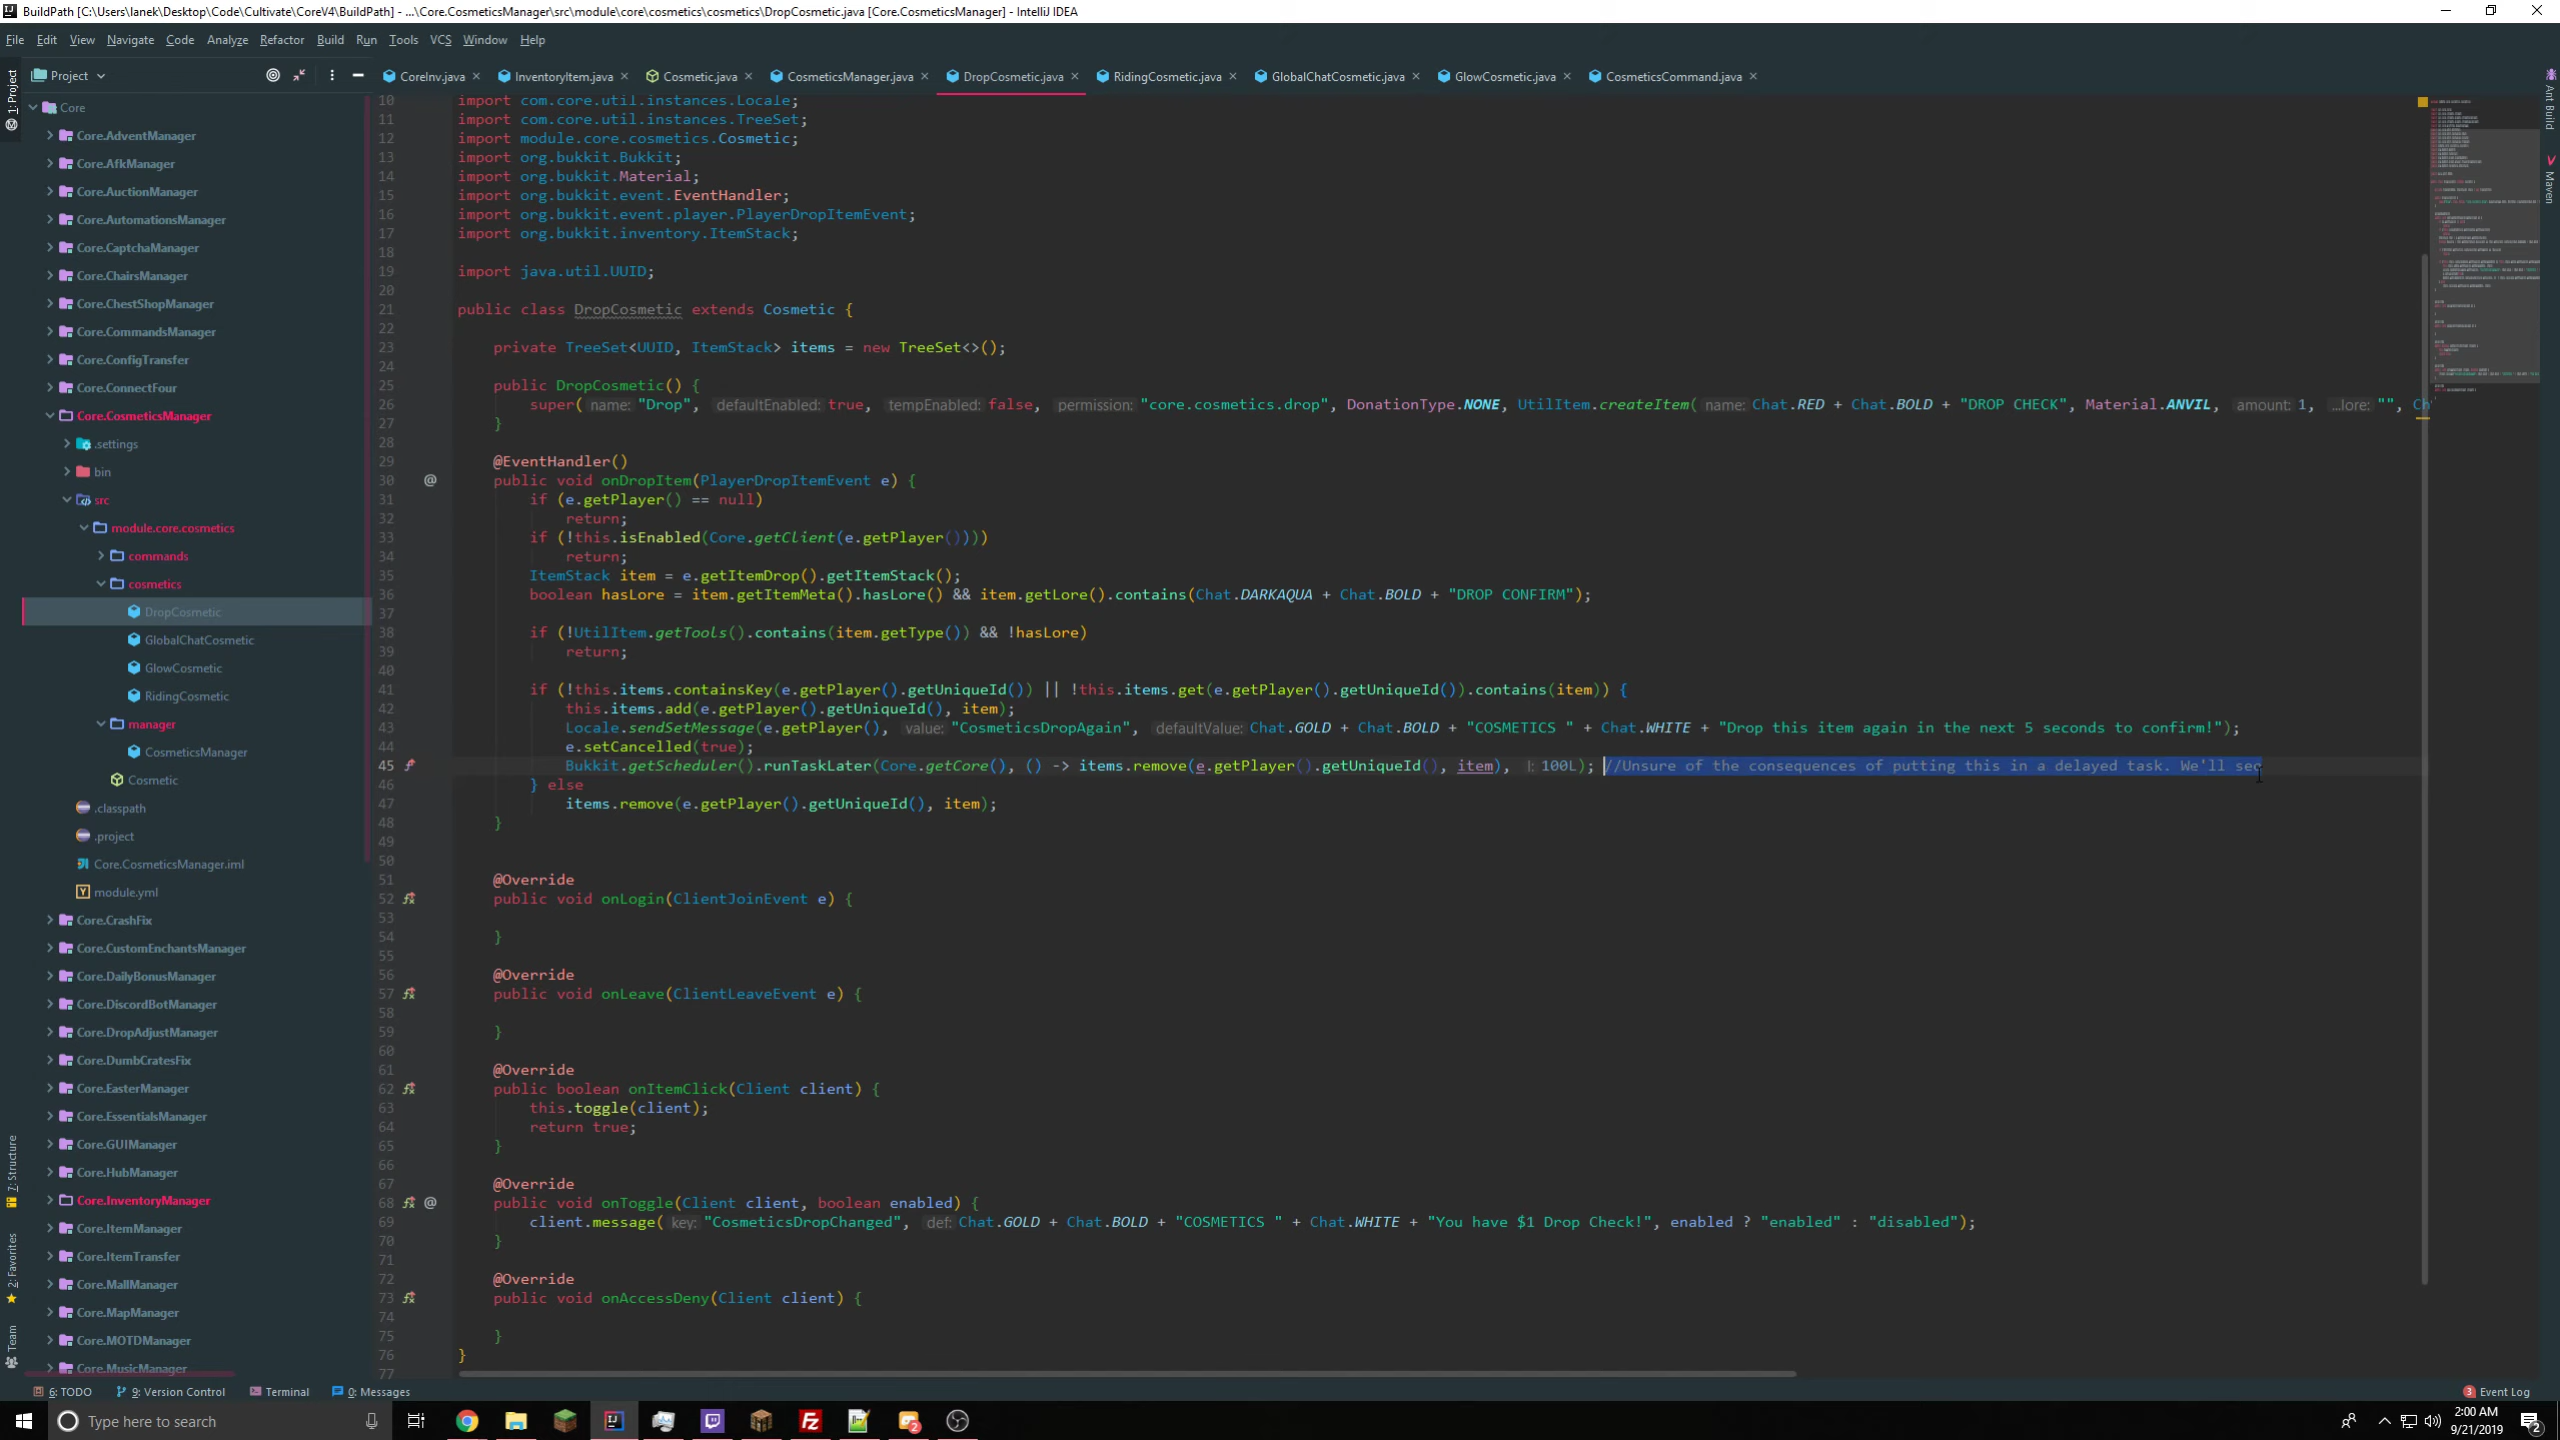 BuildPath [C:\Users\Ianek\Desktop\Code\Cultivate\CoreV4\BuildPath] - ...\Core.CosmeticsManager\src\module\core\cosmetics\cosmetics\DropCosmetic.java [Core.CosmeticsManager] - IntelliJ IDEA
File Edit View Navigate Code Analyze Refactor Build Run Tools VCS Window Help
Project
CoreInv.java InventoryItem.java Cosmetic.java CosmeticsManager.java DropCosmetic.java RidingCosmetic.java GlobalChatCosmetic.java GlowCosmetic.java CosmeticsCommand.java
1: Project
7: Structure
2: Favorites
Team
Core
Core.AdventManager
Core.AfkManager
Core.AuctionManager
Core.AutomationsManager
Core.CaptchaManager
Core.ChairsManager
Core.ChestShopManager
Core.CommandsManager
Core.ConfigTransfer
Core.ConnectFour
Core.CosmeticsManager
.settings
bin
src
module.core.cosmetics
commands
cosmetics
DropCosmetic
GlobalChatCosmetic
GlowCosmetic
RidingCosmetic
manager
CosmeticsManager
Cosmetic
.classpath
.project
Core.CosmeticsManager.iml
module.yml
Core.CrashFix
Core.CustomEnchantsManager
Core.DailyBonusManager
Core.DiscordBotManager
Core.DropAdjustManager
Core.DumbCratesFix
Core.EasterManager
Core.EssentialsManager
Core.GUIManager
Core.HubManager
Core.InventoryManager
Core.ItemManager
Core.ItemTransfer
Core.MallManager
Core.MapManager
Core.MOTDManager
Core.MusicManager
10 import com.core.util.instances.Locale;
11 import com.core.util.instances.TreeSet;
12 import module.core.cosmetics.Cosmetic;
13 import org.bukkit.Bukkit;
14 import org.bukkit.Material;
15 import org.bukkit.event.EventHandler;
16 import org.bukkit.event.player.PlayerDropItemEvent;
17 import org.bukkit.inventory.ItemStack;
18
19 import java.util.UUID;
20
21 public class DropCosmetic extends Cosmetic {
22
23 private TreeSet<UUID, ItemStack> items = new TreeSet<>();
24
25 public DropCosmetic() {
26 super( name: "Drop", defaultEnabled: true, tempEnabled: false, permission: "core.cosmetics.drop", DonationType.NONE, UtilItem.createItem( name: Chat.RED + Chat.BOLD + "DROP CHECK", Material.ANVIL, amount: 1, ...lore: "", Ch
27 }
28
29 @EventHandler()
30 @ public void onDropItem(PlayerDropItemEvent e) {
31 if (e.getPlayer() == null)
32 return;
33 if (!this.isEnabled(Core.getClient(e.getPlayer())))
34 return;
35 ItemStack item = e.getItemDrop().getItemStack();
36 boolean hasLore = item.getItemMeta().hasLore() && item.getLore().contains(Chat.DARKAQUA + Chat.BOLD + "DROP CONFIRM");
37
38 if (!UtilItem.getTools().contains(item.getType()) && !hasLore)
39 return;
40
41 if (!this.items.containsKey(e.getPlayer().getUniqueId()) || !this.items.get(e.getPlayer().getUniqueId()).contains(item)) {
42 this.items.add(e.getPlayer().getUniqueId(), item);
43 Locale.sendSetMessage(e.getPlayer(), value: "CosmeticsDropAgain", defaultValue: Chat.GOLD + Chat.BOLD + "COSMETICS " + Chat.WHITE + "Drop this item again in the next 5 seconds to confirm!");
44 e.setCancelled(true);
45 Bukkit.getScheduler().runTaskLater(Core.getCore(), () -> items.remove(e.getPlayer().getUniqueId(), item), l: 100L); //Unsure of the consequences of putting this in a delayed task. We'll see
46 } else
47 items.remove(e.getPlayer().getUniqueId(), item);
48 }
49
50
51 @Override
52 public void onLogin(ClientJoinEvent e) {
53
54 }
55
56 @Override
57 public void onLeave(ClientLeaveEvent e) {
58
59 }
60
61 @Override
62 public boolean onItemClick(Client client) {
63 this.toggle(client);
64 return true;
65 }
66
67 @Override
68 @ public void onToggle(Client client, boolean enabled) {
69 client.message( key: "CosmeticsDropChanged", def: Chat.GOLD + Chat.BOLD + "COSMETICS " + Chat.WHITE + "You have $1 Drop Check!", enabled ? "enabled" : "disabled");
70 }
71
72 @Override
73 public void onAccessDeny(Client client) {
74
75 }
76 }
77
Ant Build
Maven
6: TODO 9: Version Control Terminal 0: Messages 3 Event Log
Type here to search
2
2:00 AM
9/21/2019
2